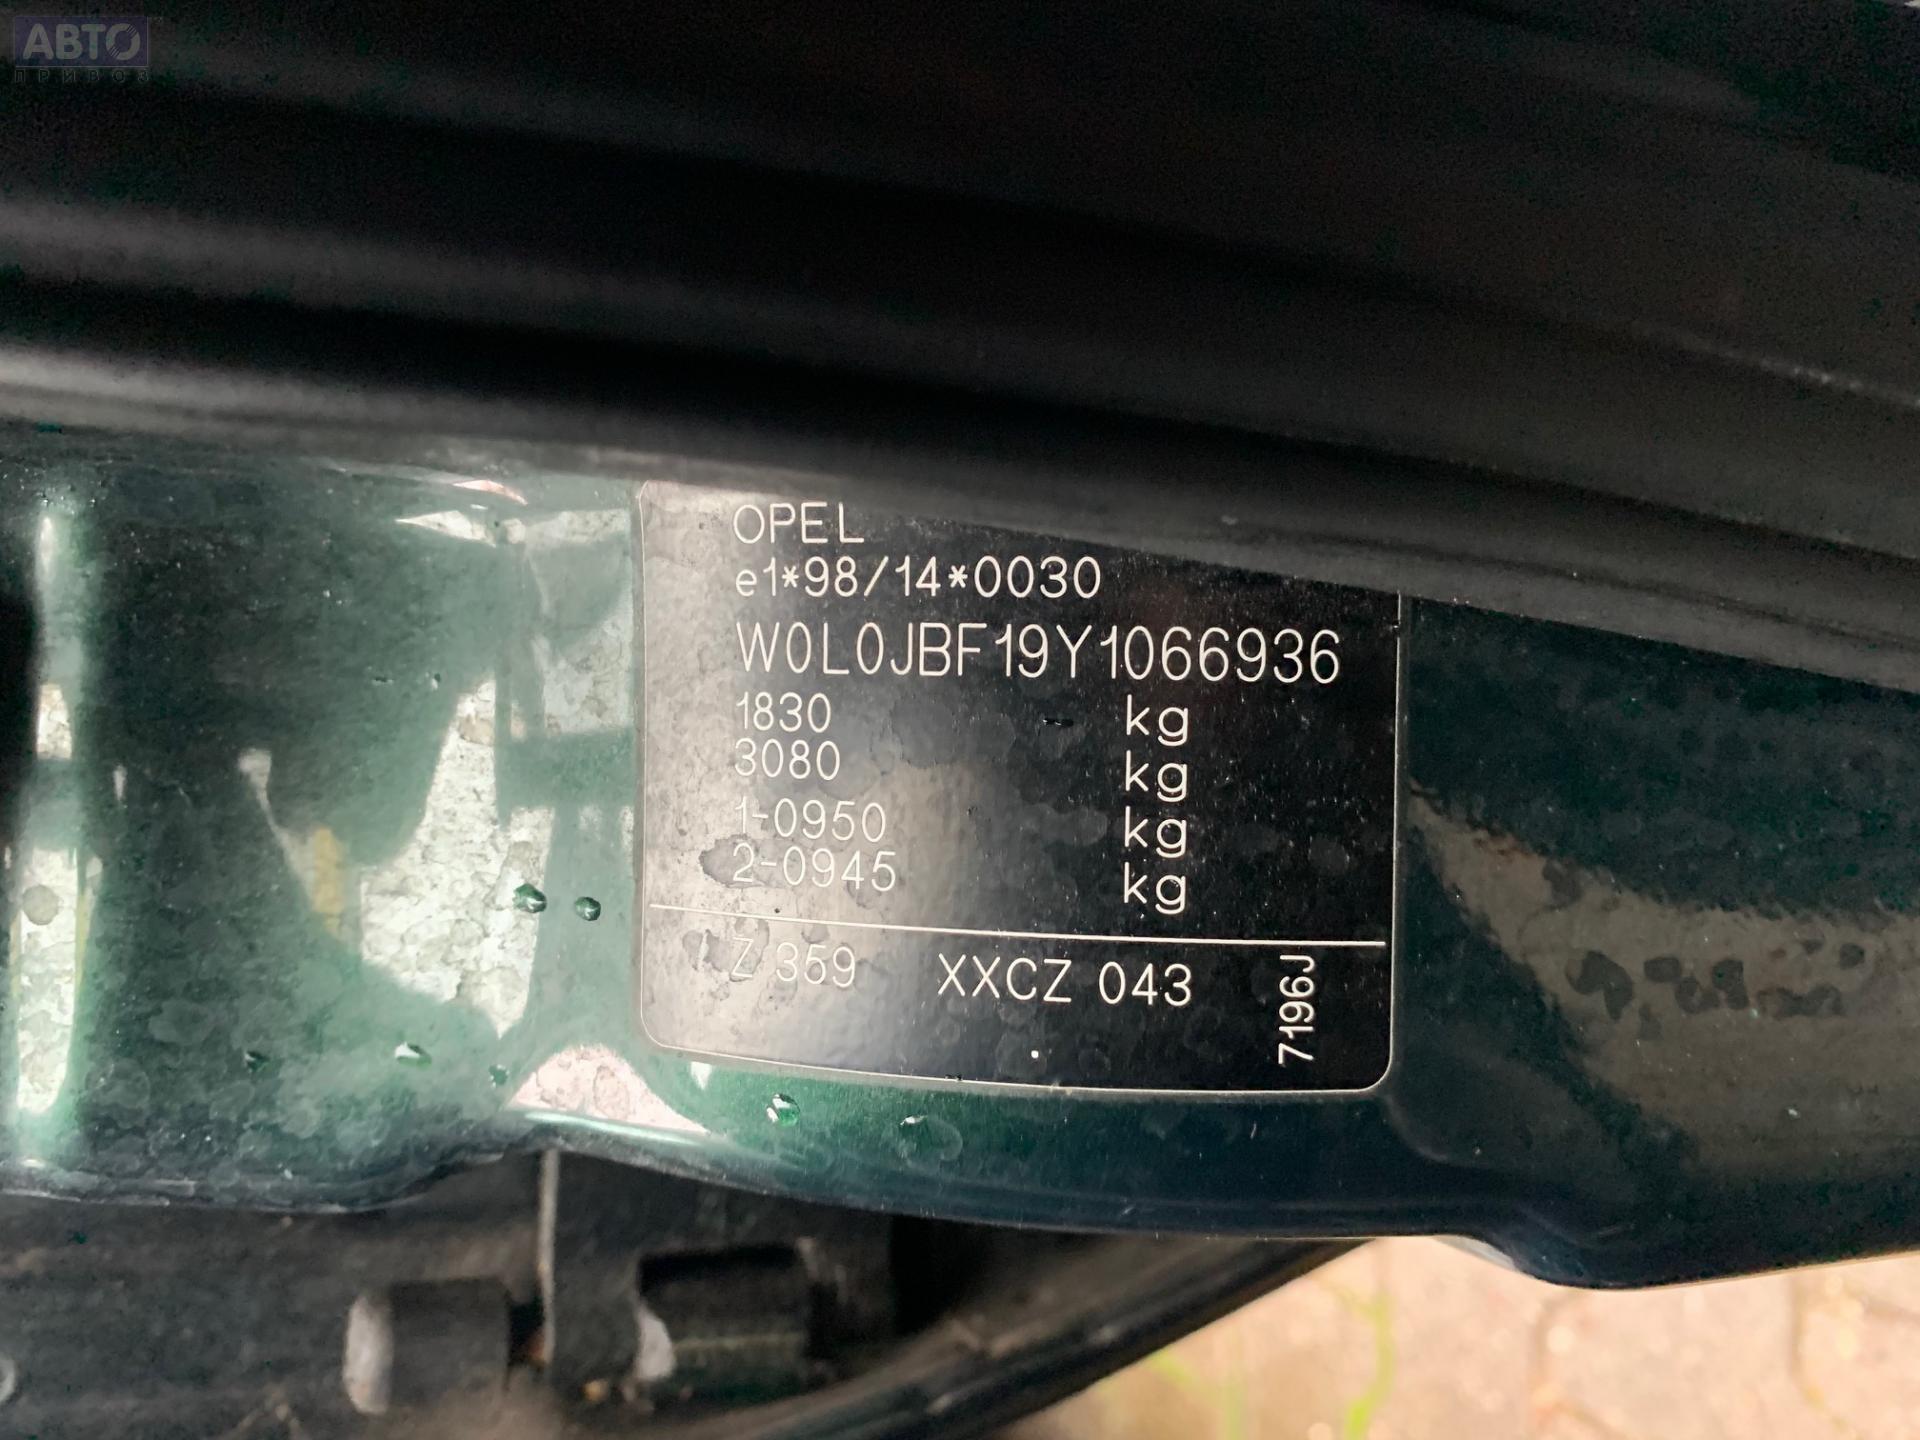 АВТО
ПРИВОЗ
OPEL
e1*98/14*0030
W0L0JBF19Y1066936
1830 kg
3080 kg
1-0950 kg
2-0945 kg
Z 359 XXCZ 043
7196J